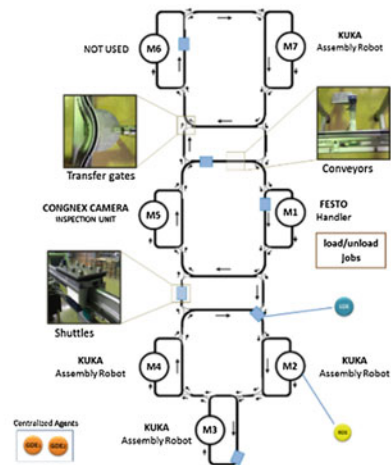 NOT USED
M6
M7
KUKA
Assembly Robot
Transfer gates
Conveyors
CONGNEX CAMERA
INSPECTION UNIT
M5
M1
FESTO
Handler
load/unload
jobs
Shuttles
KUKA
Assembly Robot
M4
M2
KUKA
Assembly Robot
KUKA
Assembly Robot
M3
Centralized Agents